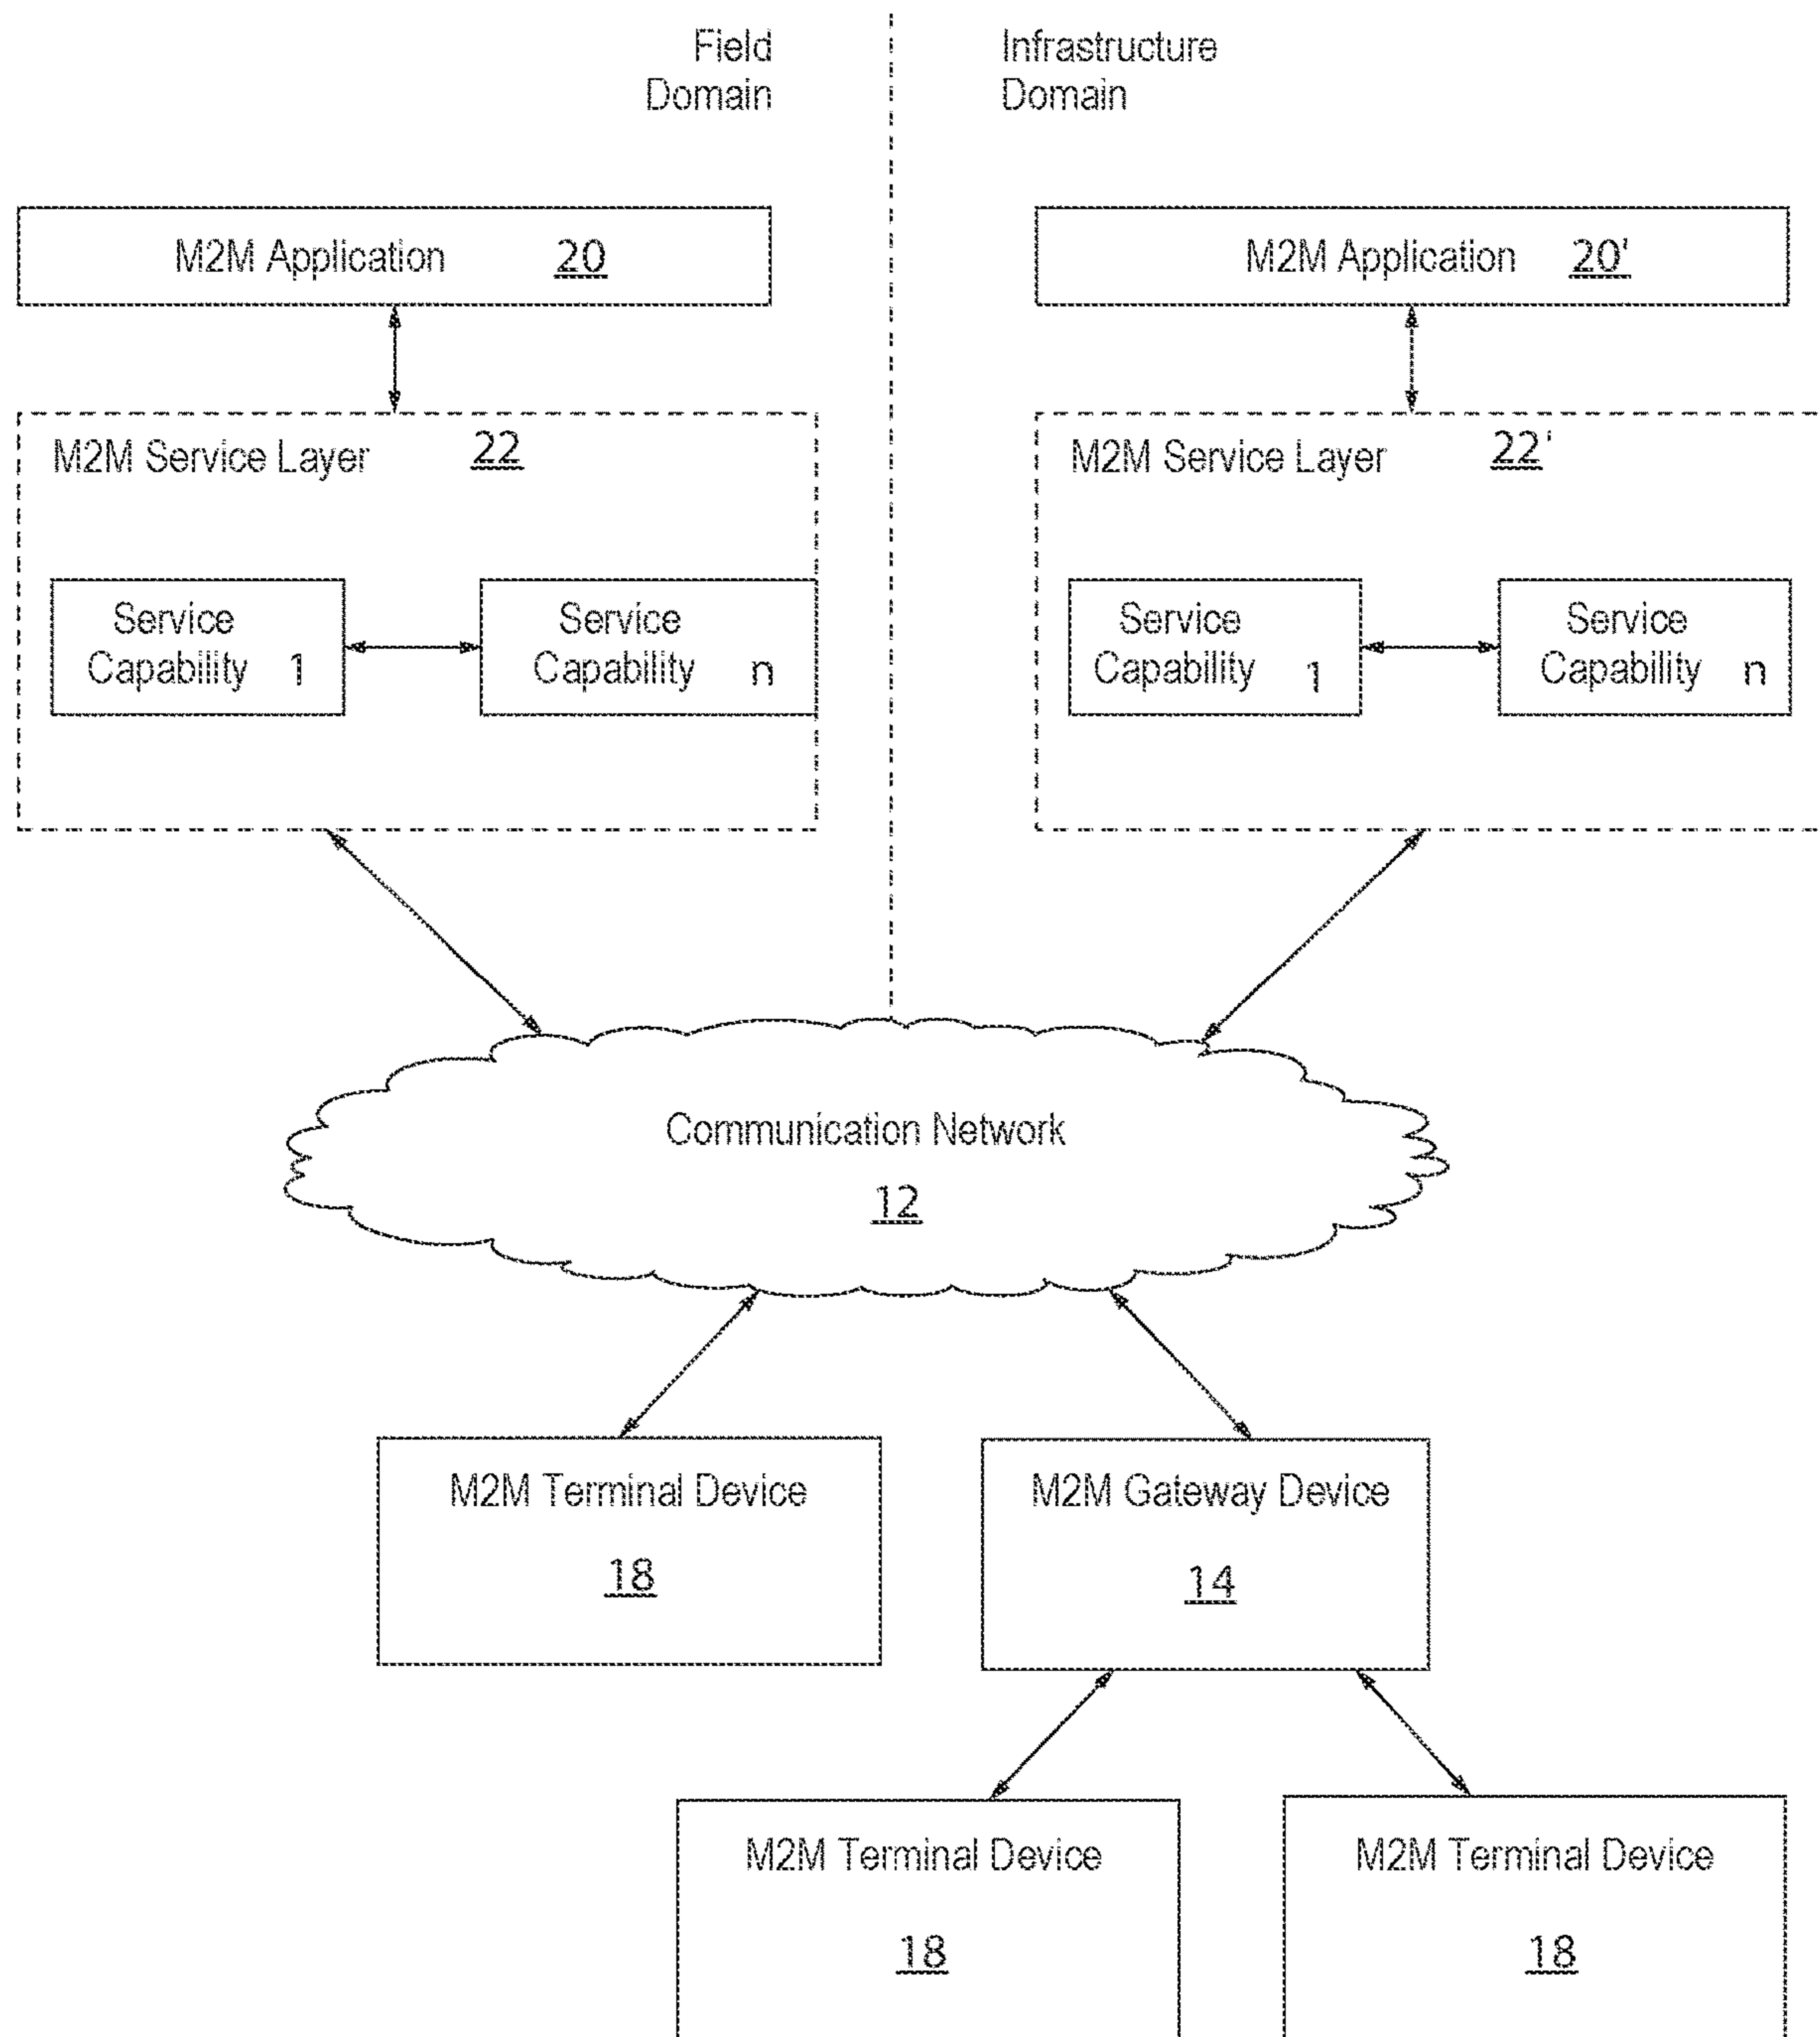 Field
Domain
Infrastructure
Domain
M2M Application 20
M2M Application 20'
M2M Service Layer 22
M2M Service Layer 22'
Service
Capability 1
Service
Capability n
Service
Capability 1
Service
Capability n
Communication Network
12
M2M Terminal Device
18
M2M Gateway Device
14
M2M Terminal Device
18
M2M Terminal Device
18